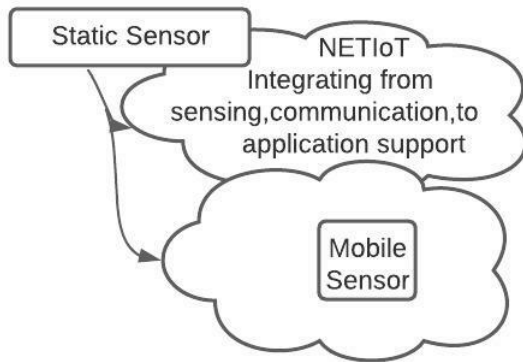 Static Sensor
NETIoT
Integrating from
sensing,communication,to
application support
Mobile
Sensor